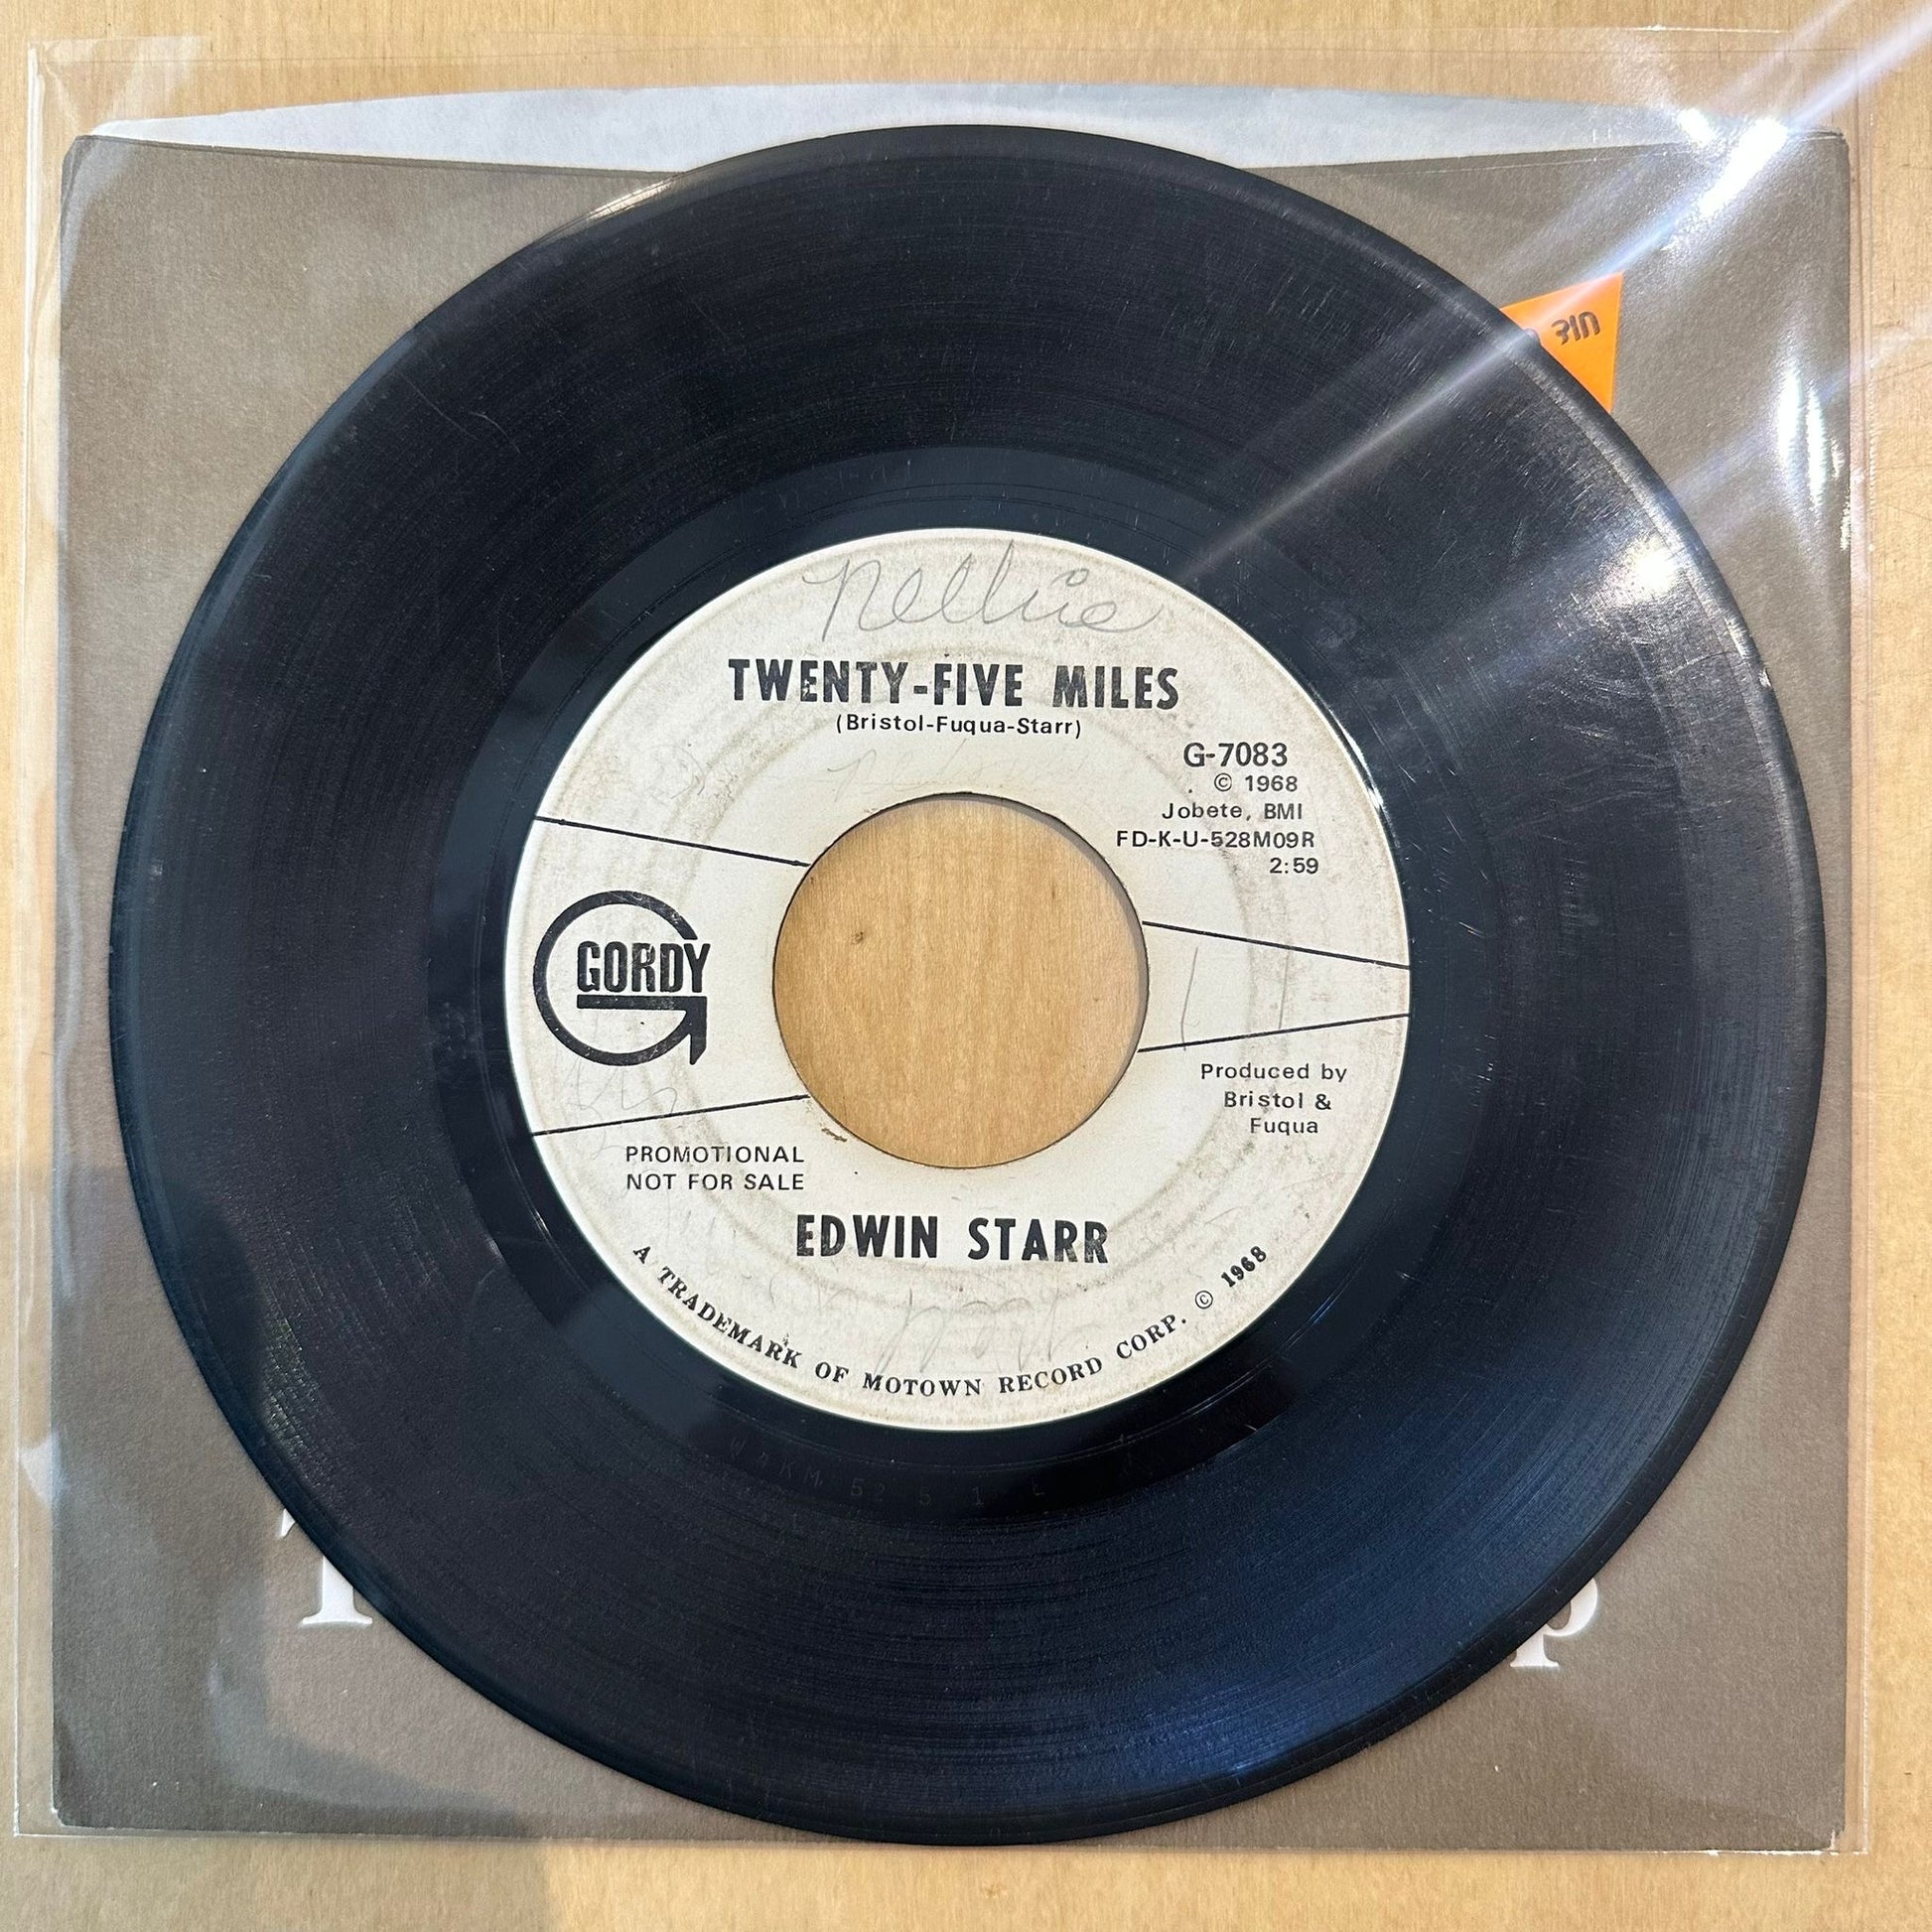 Nellie
TWENTY-FIVE MILES
(Bristol-Fuqua-Starr)
G-7083
© 1968
Jobete, BMI
FD-K-U-528M09R
2:59
GORDY
Produced by
Bristol &
Fuqua
PROMOTIONAL
NOT FOR SALE
EDWIN STARR
A TRADEMARK OF MOTOWN RECORD CORP. © 1968